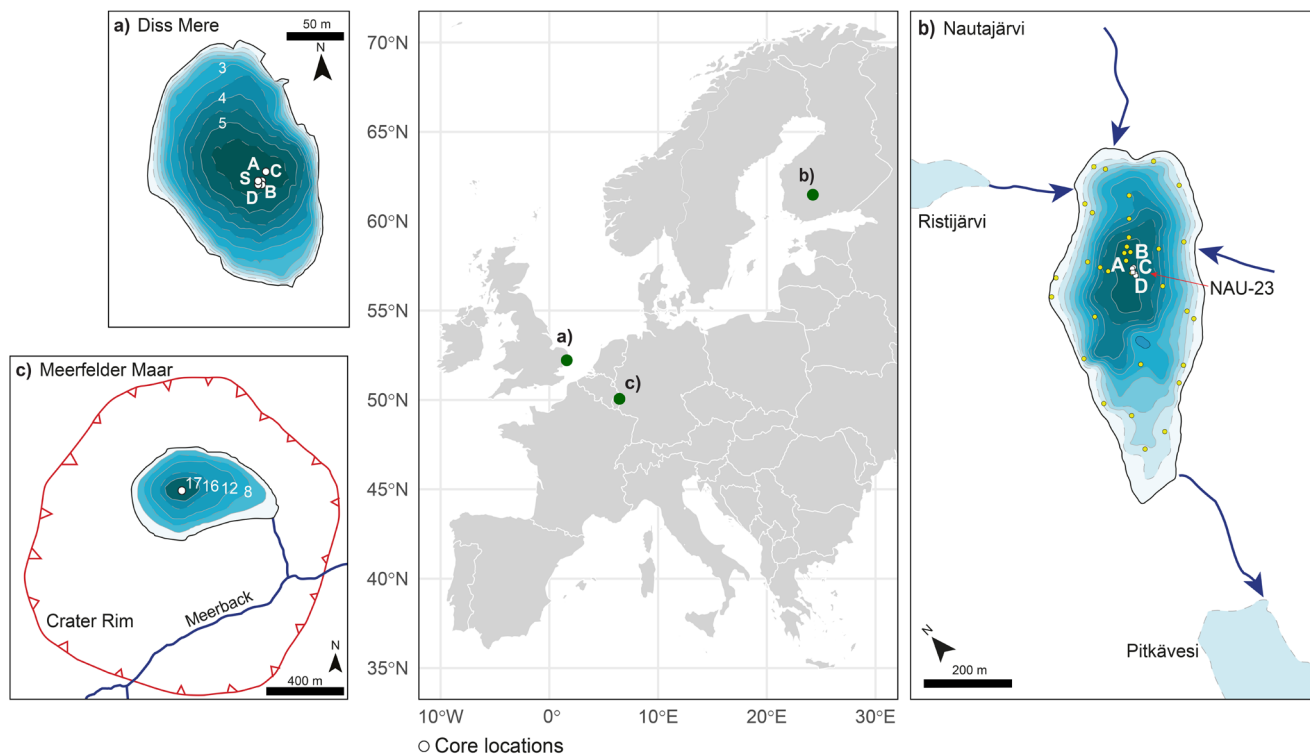 a) Diss Mere
50 m
N
3
4
5
A
C
S
B
D
c) Meerfelder Maar
17
16
12
8
Crater Rim
Meerback
N
400 m
70°N
65°N
60°N
55°N
50°N
45°N
40°N
35°N
10°W
0°
10°E
20°E
30°E
a)
b)
c)
Core locations
b) Nautajärvi
Ristijärvi
B
A
C
D
NAU-23
N
200 m
Pitkävesi